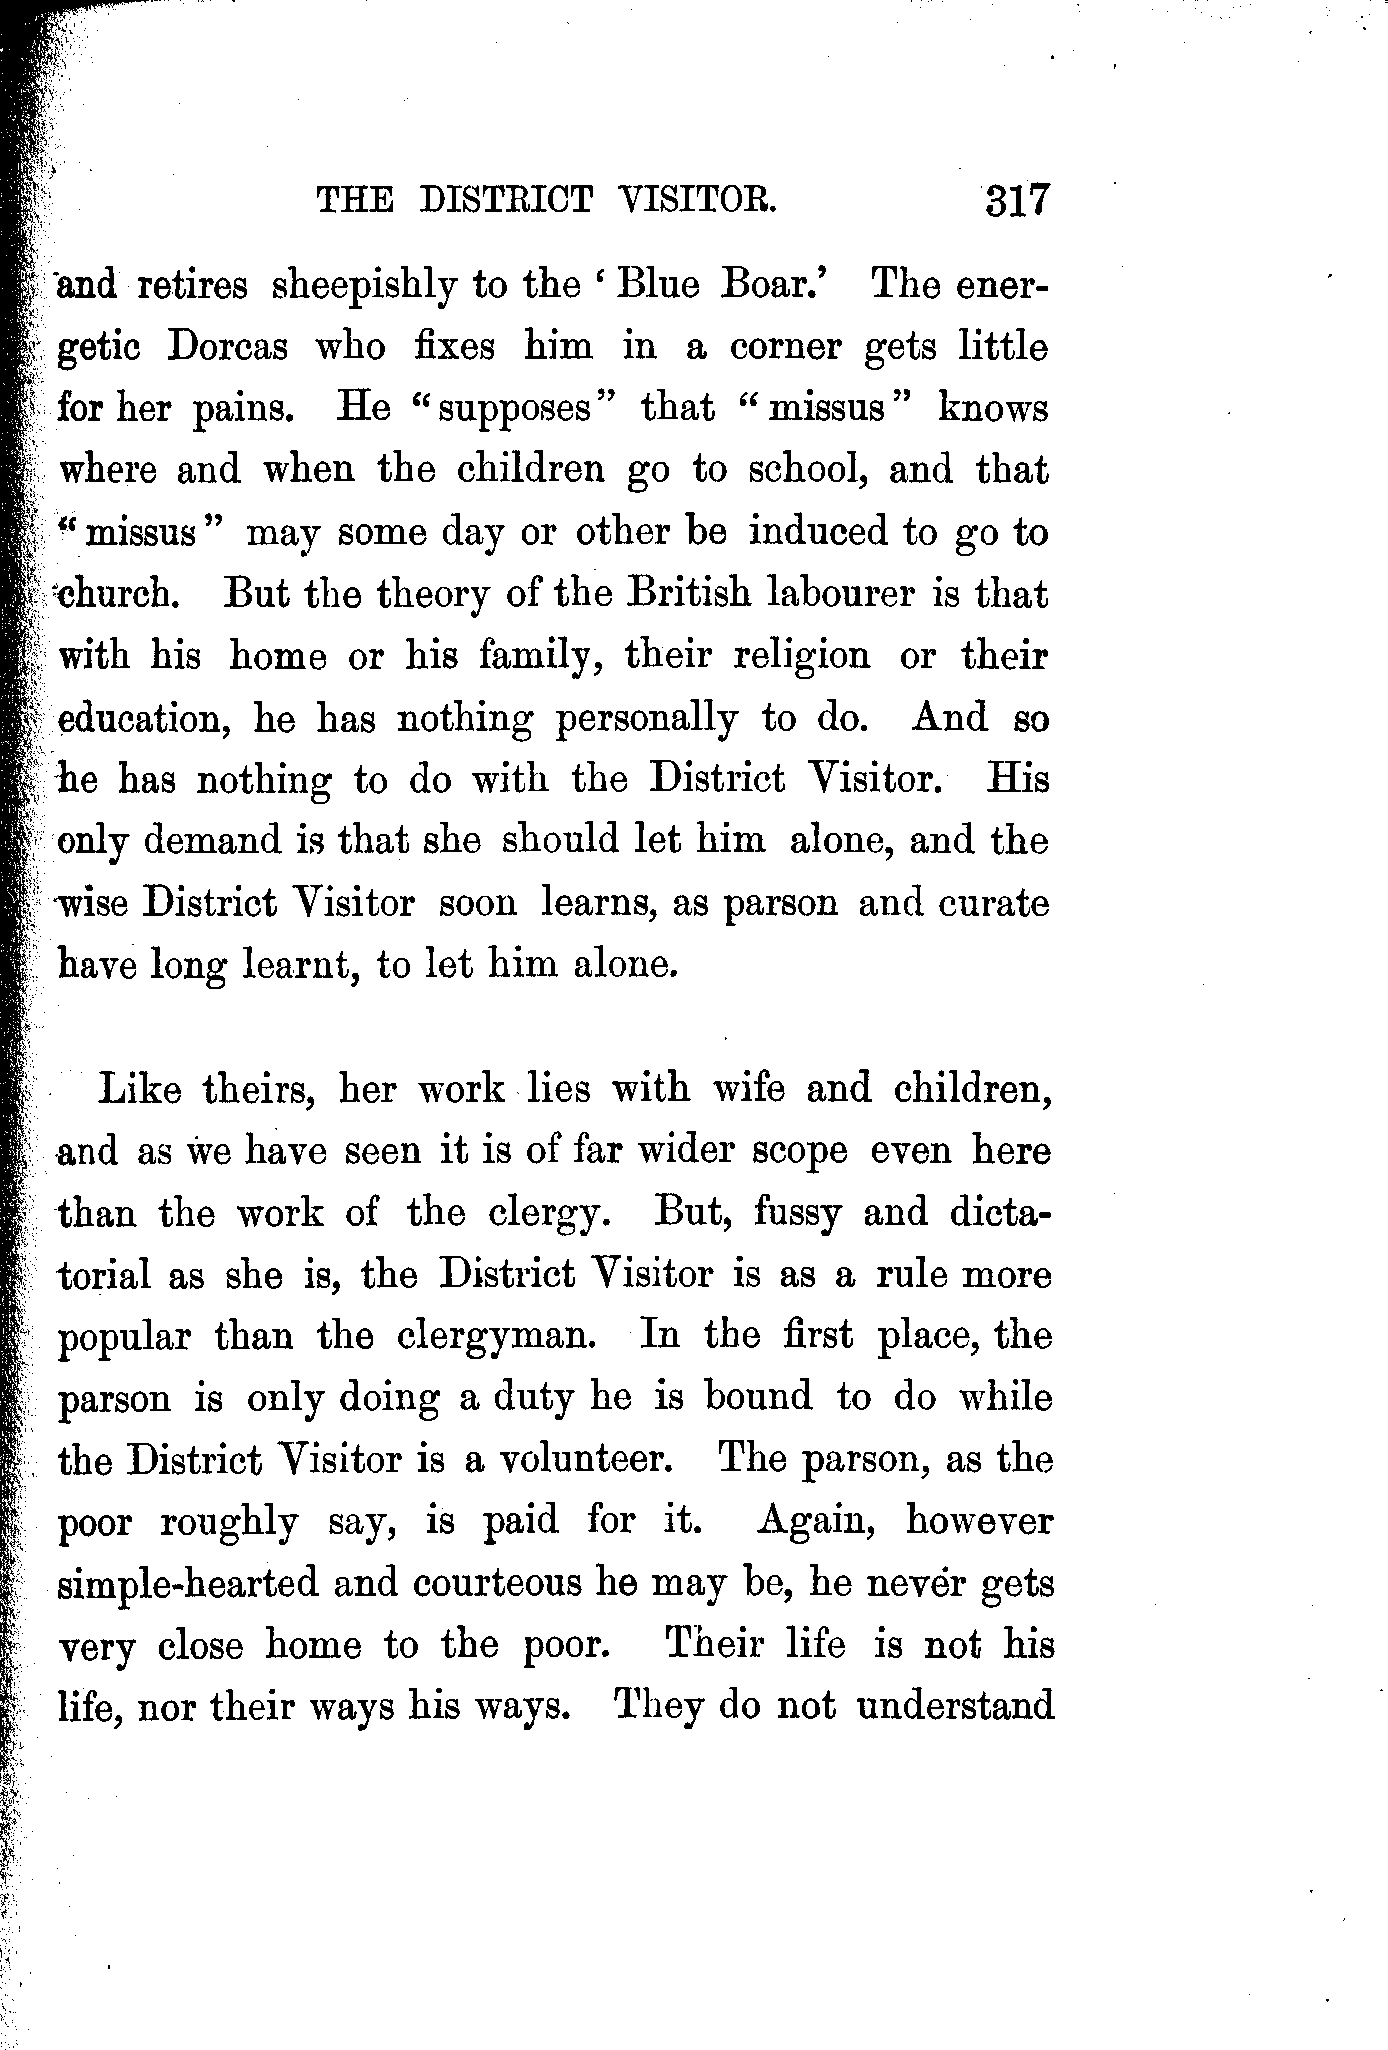 THE DISTRICT VISITOR. 317
and retires sheepishly to the ‘ Blue Boar.’ The ener-
getic Dorcas who fixes him in a corner gets little
for her pains. He “supposes” that “missus” knows
where and when the children go to school, and that
“missus” may some day or other be induced to go to
church. But the theory of the British labourer is that
with his home or his family, their religion or their
education, he has nothing personally to do. And so
he has nothing to do with the District Visitor. His
only demand is that she should let him alone, and the
wise District Visitor soon learns, as parson and curate
have long learnt, to let him alone.
Like theirs, her work lies with wife and children,
and as we have seen it is of far wider scope even here
than the work of the clergy. But, fussy and dicta-
torial as she is, the District Visitor is as a rule more
popular than the clergyman. In the first place, the
parson is only doing a duty he is bound to do while
the District Visitor is a volunteer. The parson, as the
poor roughly say, is paid for it. Again, however
simple-hearted and courteous he may be, he never gets
very close home to the poor. Their life is not his
life, nor their ways his ways. They do not understand